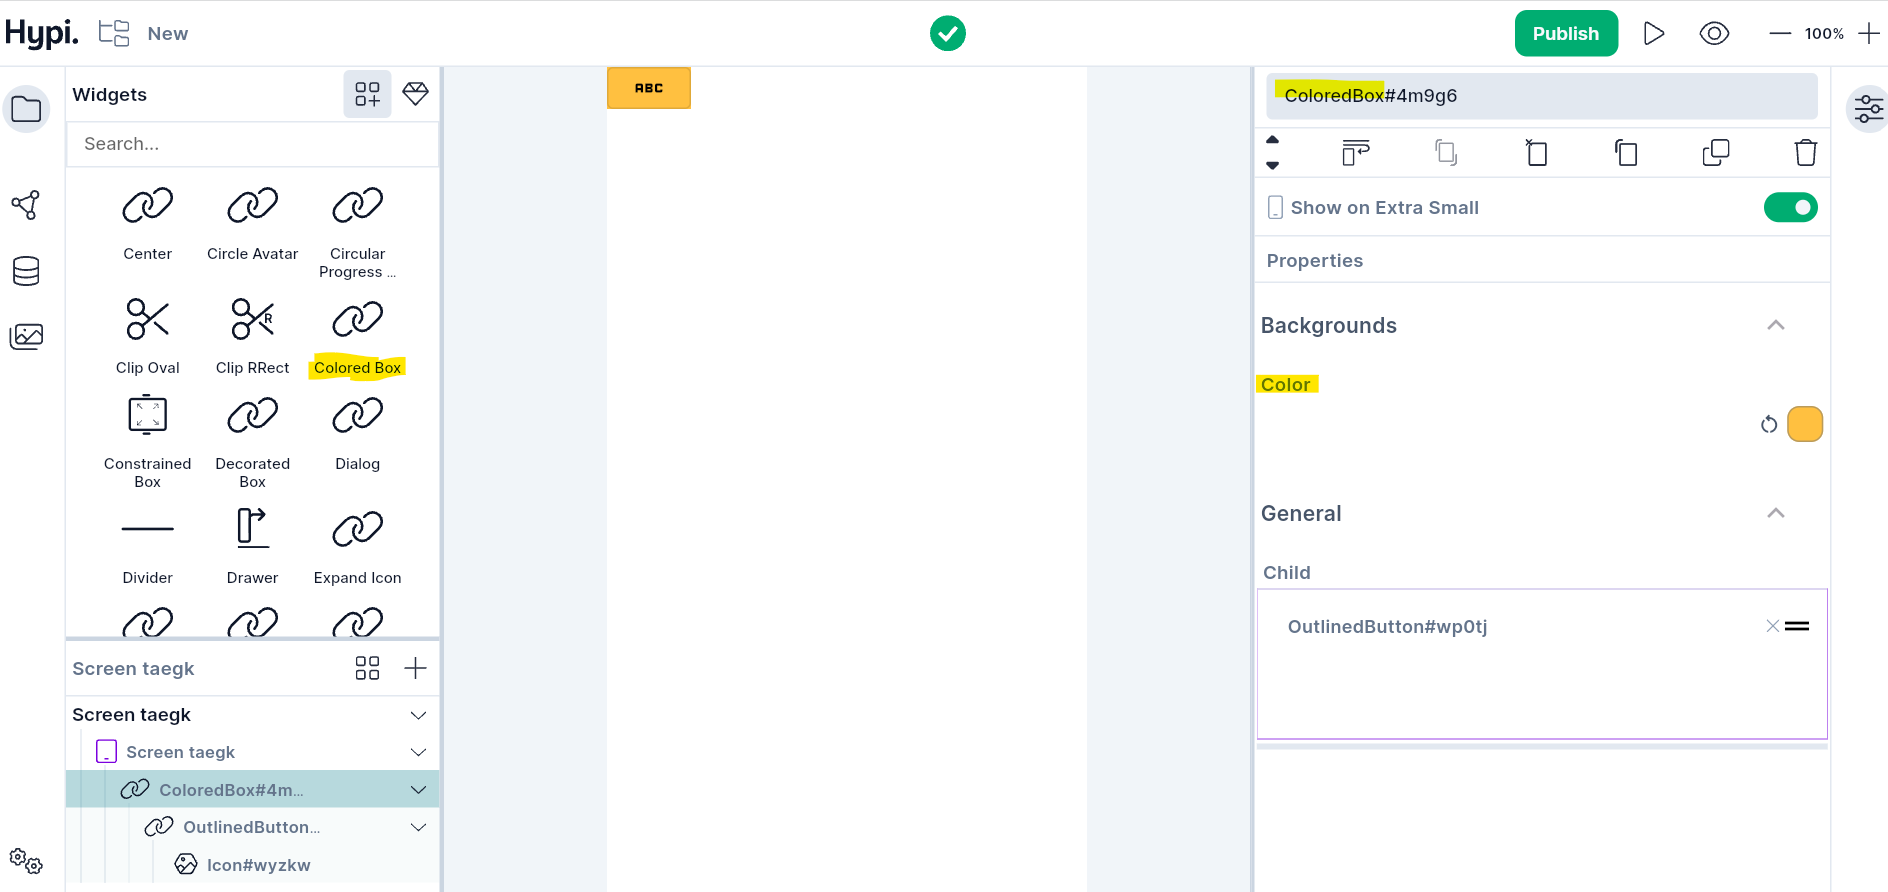 Hypi.
New
Publish
100%
Widgets
Search...
Center
Circle Avatar
Circular
Progress ...
Clip Oval
Clip RRect
Colored Box
Constrained
Box
Decorated
Box
Dialog
Divider
Drawer
Expand Icon
Screen taegk
Screen taegk
Screen taegk
ColoredBox#4m...
OutlinedButton...
Icon#wyzkw
ABC
ColoredBox#4m9g6
Show on Extra Small
Properties
Backgrounds
Color
General
Child
OutlinedButton#wp0tj